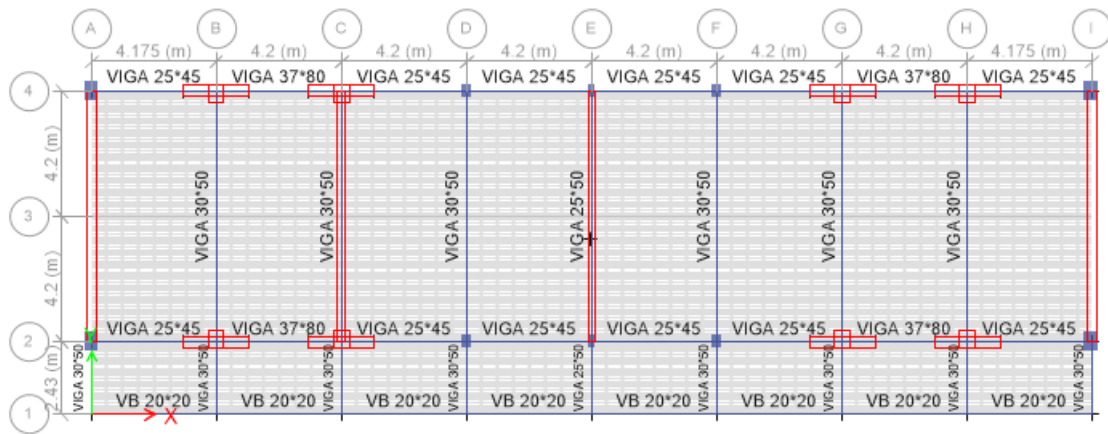 A B C D E F G H I
4.175 (m) 4.2 (m) 4.2 (m) 4.2 (m) 4.2 (m) 4.2 (m) 4.2 (m) 4.175 (m)
VIGA 25*45 VIGA 37*80 VIGA 25*45 VIGA 25*45 VIGA 25*45 VIGA 25*45 VIGA 37*80 VIGA 25*45
4
4.2 (m)
VIGA 30*50 VIGA 30*50 VIGA 30*50 VIGA 25*50 VIGA 30*50 VIGA 30*50 VIGA 30*50
3
4.2 (m)
VIGA 25*45 VIGA 37*80 VIGA 25*45 VIGA 25*45 VIGA 25*45 VIGA 25*45 VIGA 37*80 VIGA 25*45
2
2.43 (m)
VIGA 30*50 VIGA 30*50 VIGA 30*50 VIGA 30*50 VIGA 25*50 VIGA 30*50 VIGA 30*50 VIGA 30*50 VIGA 30*50
VB 20*20 VB 20*20 VB 20*20 VB 20*20 VB 20*20 VB 20*20 VB 20*20 VB 20*20
1
X